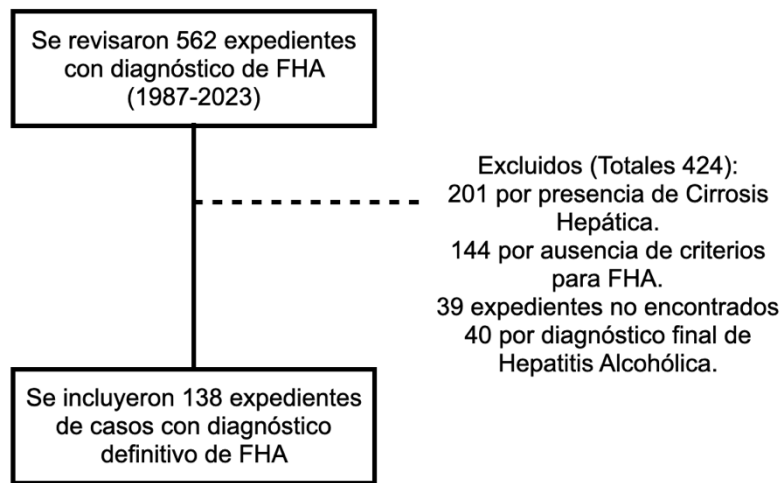 Se revisaron 562 expedientes
con diagnóstico de FHA
(1987-2023)
Excluidos (Totales 424):
201 por presencia de Cirrosis
Hepática.
144 por ausencia de criterios
para FHA.
39 expedientes no encontrados
40 por diagnóstico final de
Hepatitis Alcohólica.
Se incluyeron 138 expedientes
de casos con diagnóstico
definitivo de FHA